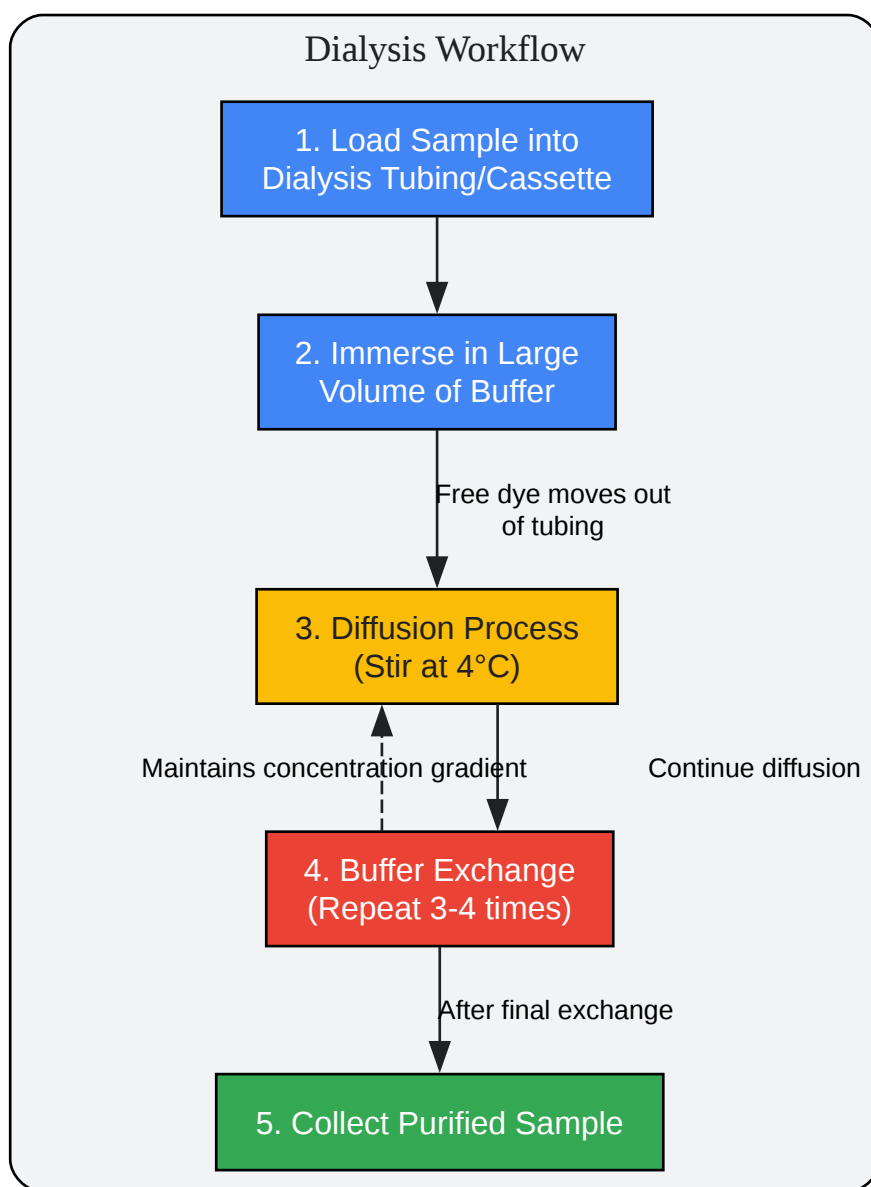 Dialysis Workflow
1. Load Sample into
Dialysis Tubing/Cassette
2. Immerse in Large
Volume of Buffer
Free dye moves out
of tubing
3. Diffusion Process
(Stir at 4°C)
Maintains concentration gradient
Continue diffusion
4. Buffer Exchange
(Repeat 3-4 times)
After final exchange
5. Collect Purified Sample